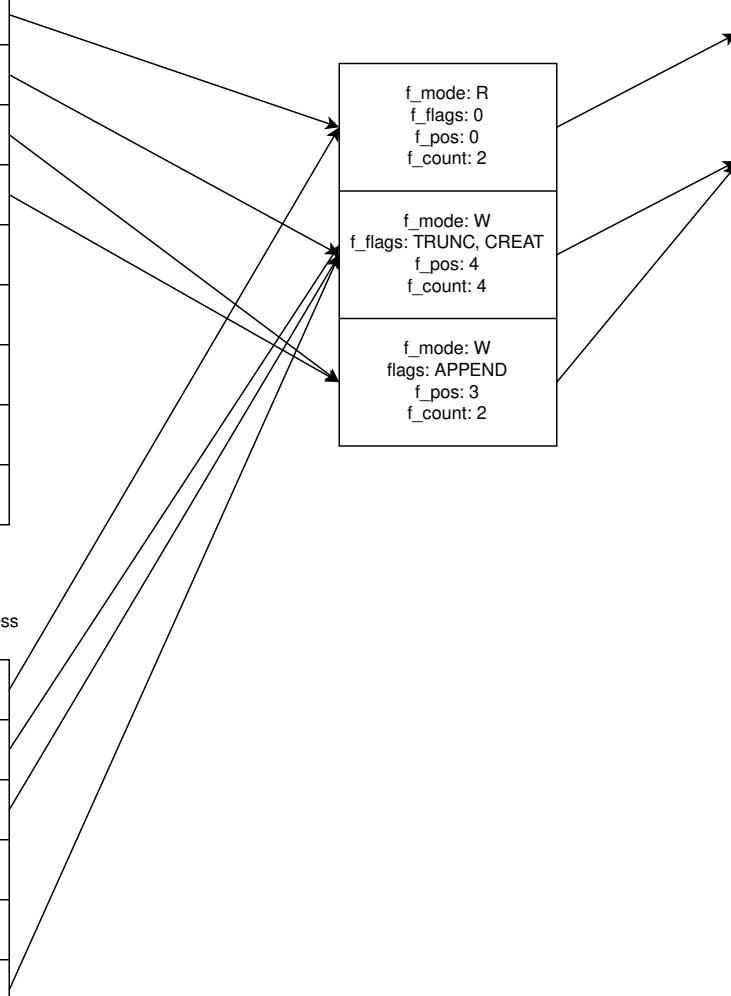 f_mode: R
f_flags: 0
f_pos: 0
f_count: 2
f_mode: W
f_flags: TRUNC, CREAT
f_pos: 4
f_count: 4
f_mode: W
flags: APPEND
f_pos: 3
f_count: 2